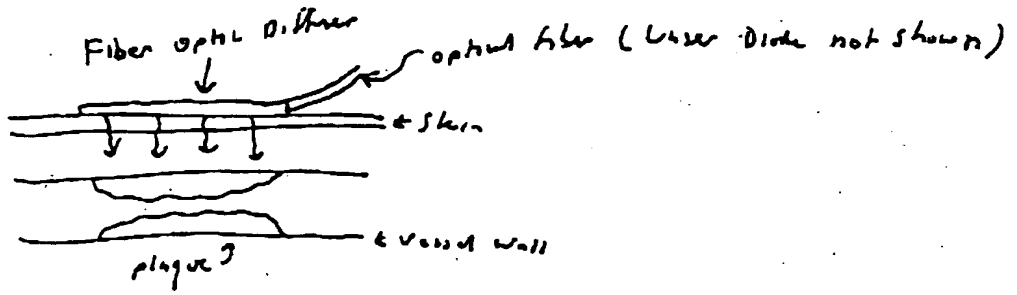 Fiber optic Diffuser
optical fiber (Laser Diode not shown)
skin
vessel wall
plaque